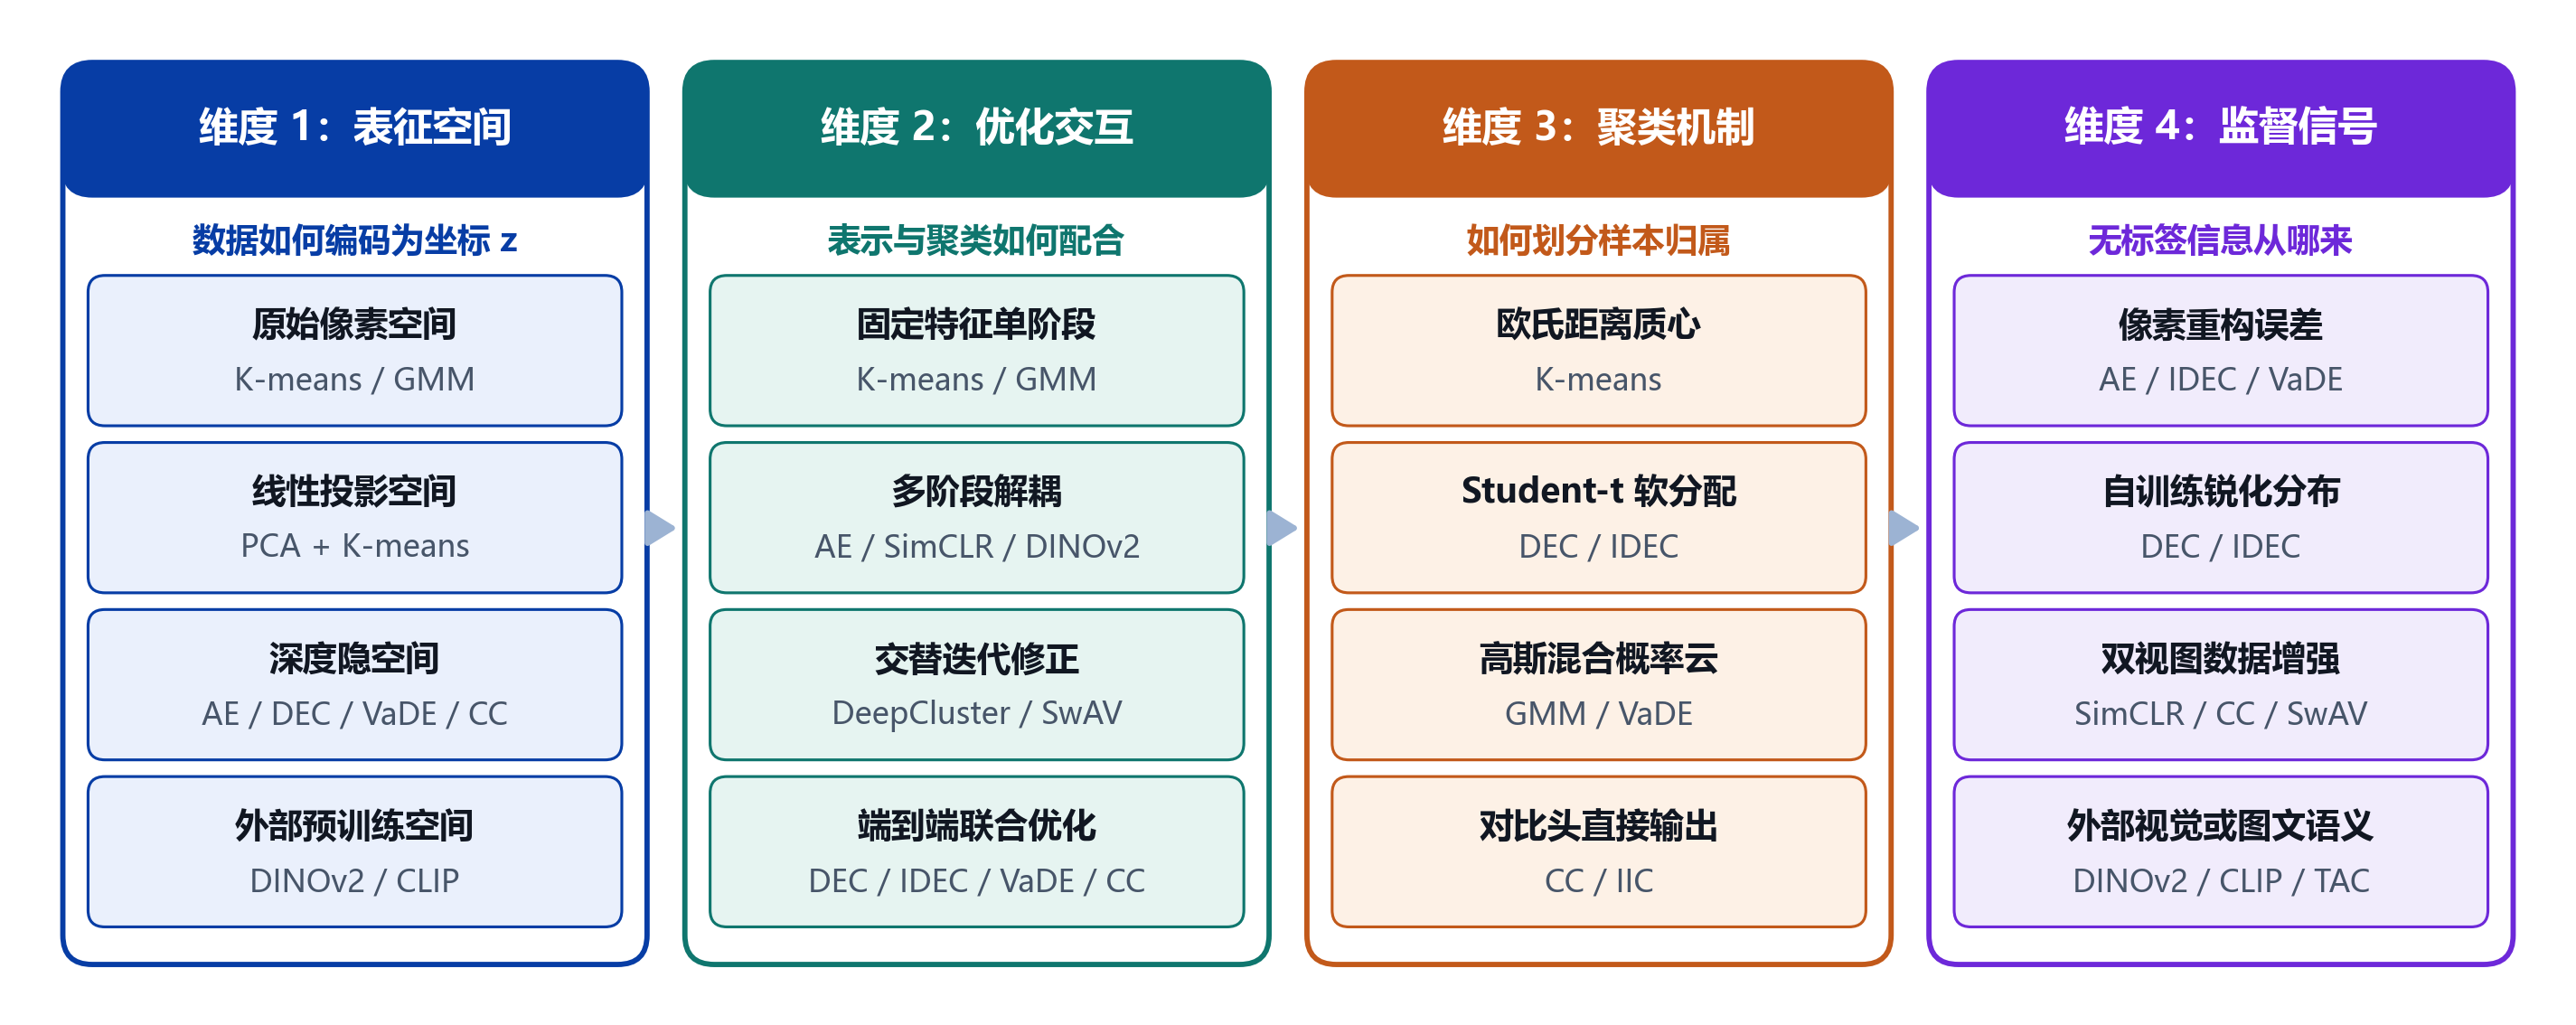 维度 1：表征空间
数据如何编码为坐标 z
原始像素空间
K-means / GMM
线性投影空间
PCA + K-means
深度隐空间
AE / DEC / VaDE / CC
外部预训练空间
DINOv2 / CLIP
维度 2：优化交互
表示与聚类如何配合
固定特征单阶段
K-means / GMM
多阶段解耦
AE / SimCLR / DINOv2
交替迭代修正
DeepCluster / SwAV
端到端联合优化
DEC / IDEC / VaDE / CC
维度 3：聚类机制
如何划分样本归属
欧氏距离质心
K-means
Student-t 软分配
DEC / IDEC
高斯混合概率云
GMM / VaDE
对比头直接输出
CC / IIC
维度 4：监督信号
无标签信息从哪来
像素重构误差
AE / IDEC / VaDE
自训练锐化分布
DEC / IDEC
双视图数据增强
SimCLR / CC / SwAV
外部视觉或图文语义
DINOv2 / CLIP / TAC